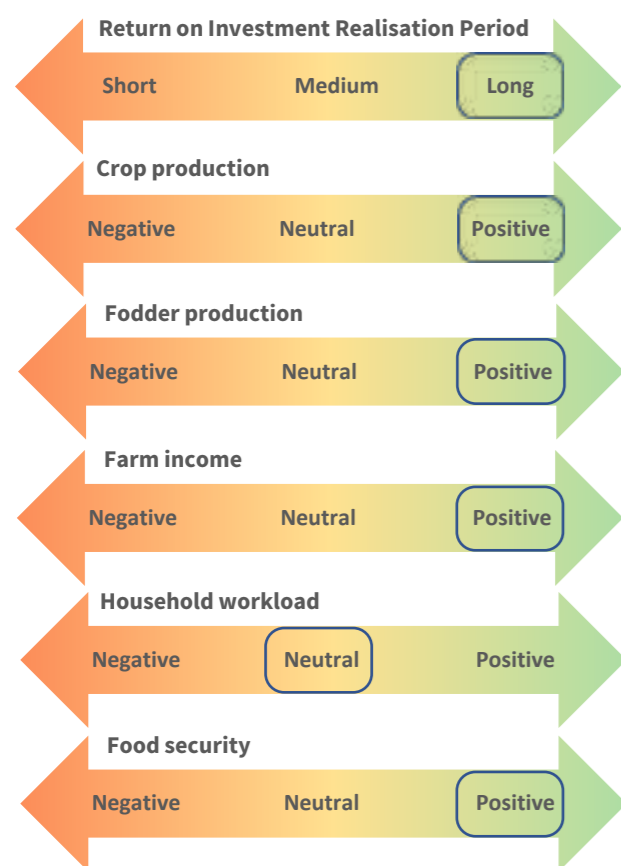 Return on Investment Realisation Period
Short Medium Long
Crop production
Negative Neutral Positive
Fodder production
Negative Neutral Positive
Farm income
Negative Neutral Positive
Household workload
Negative Neutral Positive
Food security
Negative Neutral Positive